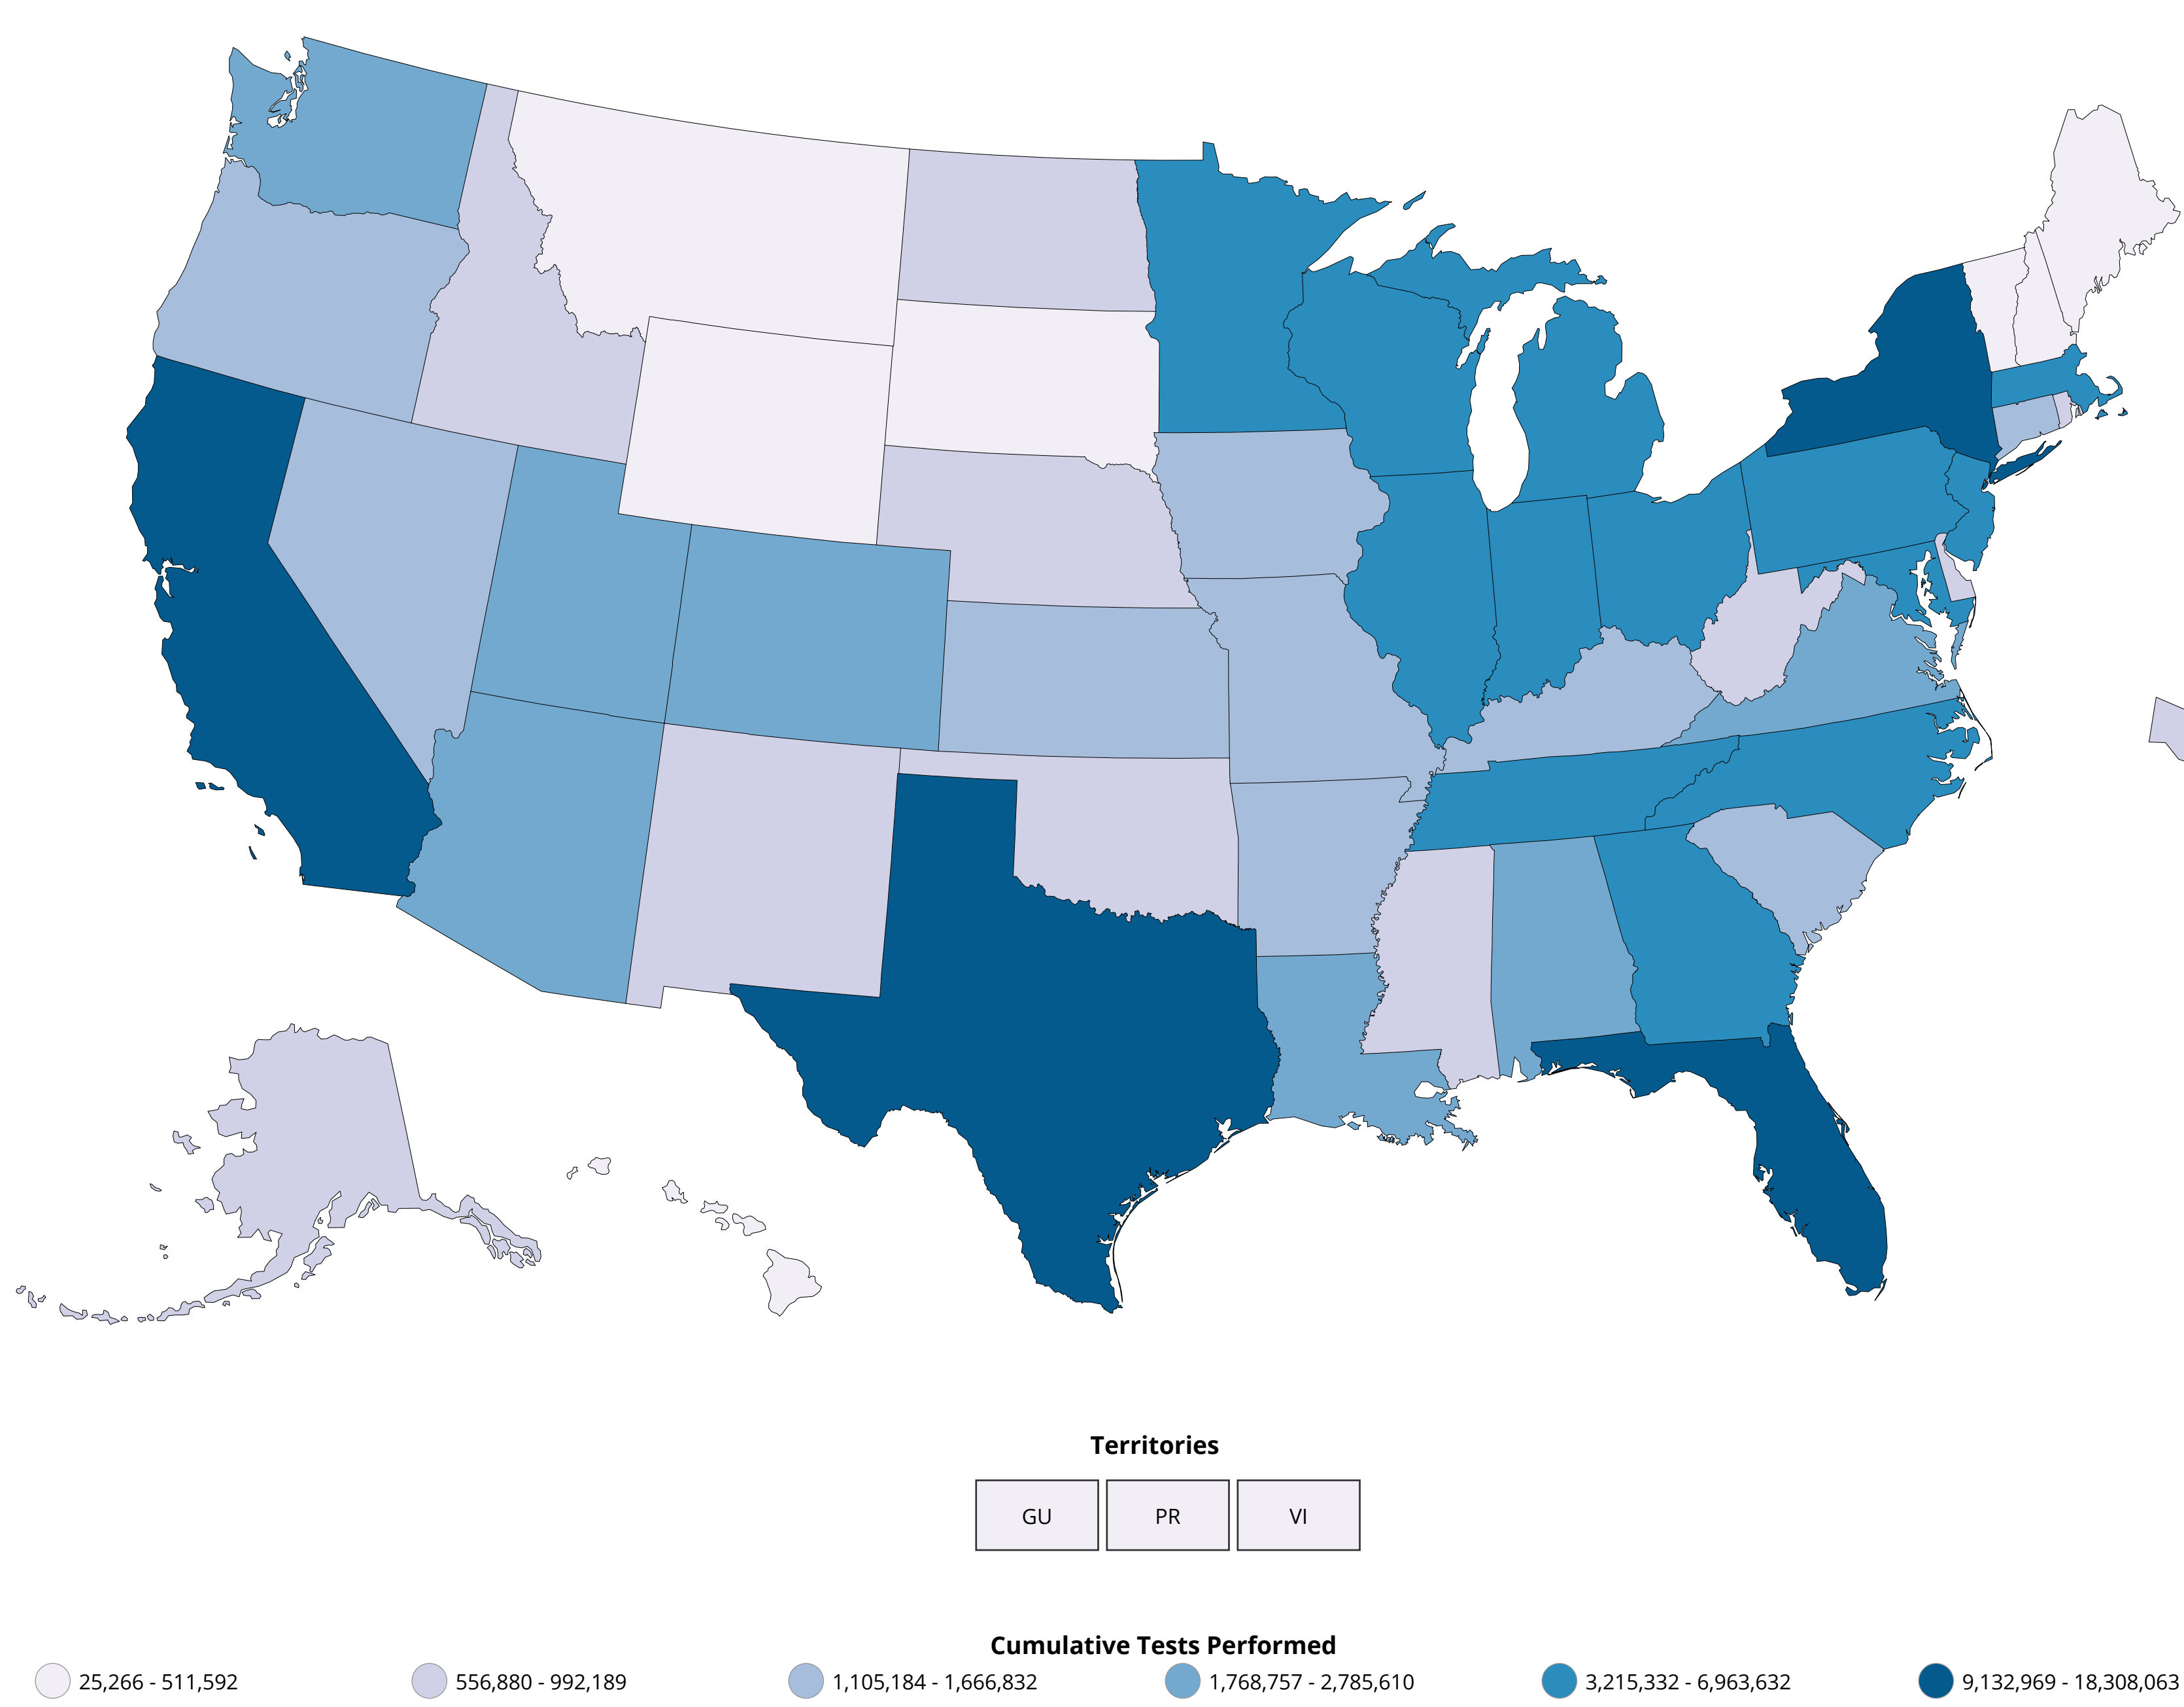 Territories
GU PR VI
Cumulative Tests Performed
25,266 - 511,592 556,880 - 992,189 1,105,184 - 1,666,832 1,768,757 - 2,785,610 3,215,332 - 6,963,632 9,132,969 - 18,308,063